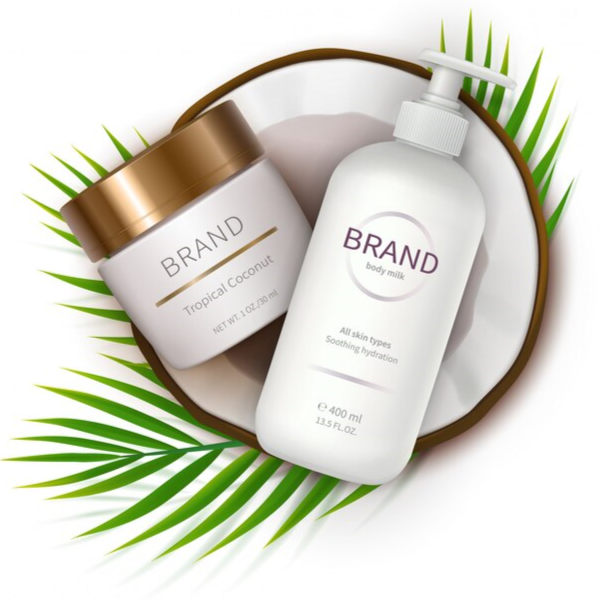 BRAND
Tropical Coconut
NET WT. 1 OZ./30 ml
BRAND
body milk
All skin types
Soothing hydration
℮ 400 ml
13.5 FL.OZ.